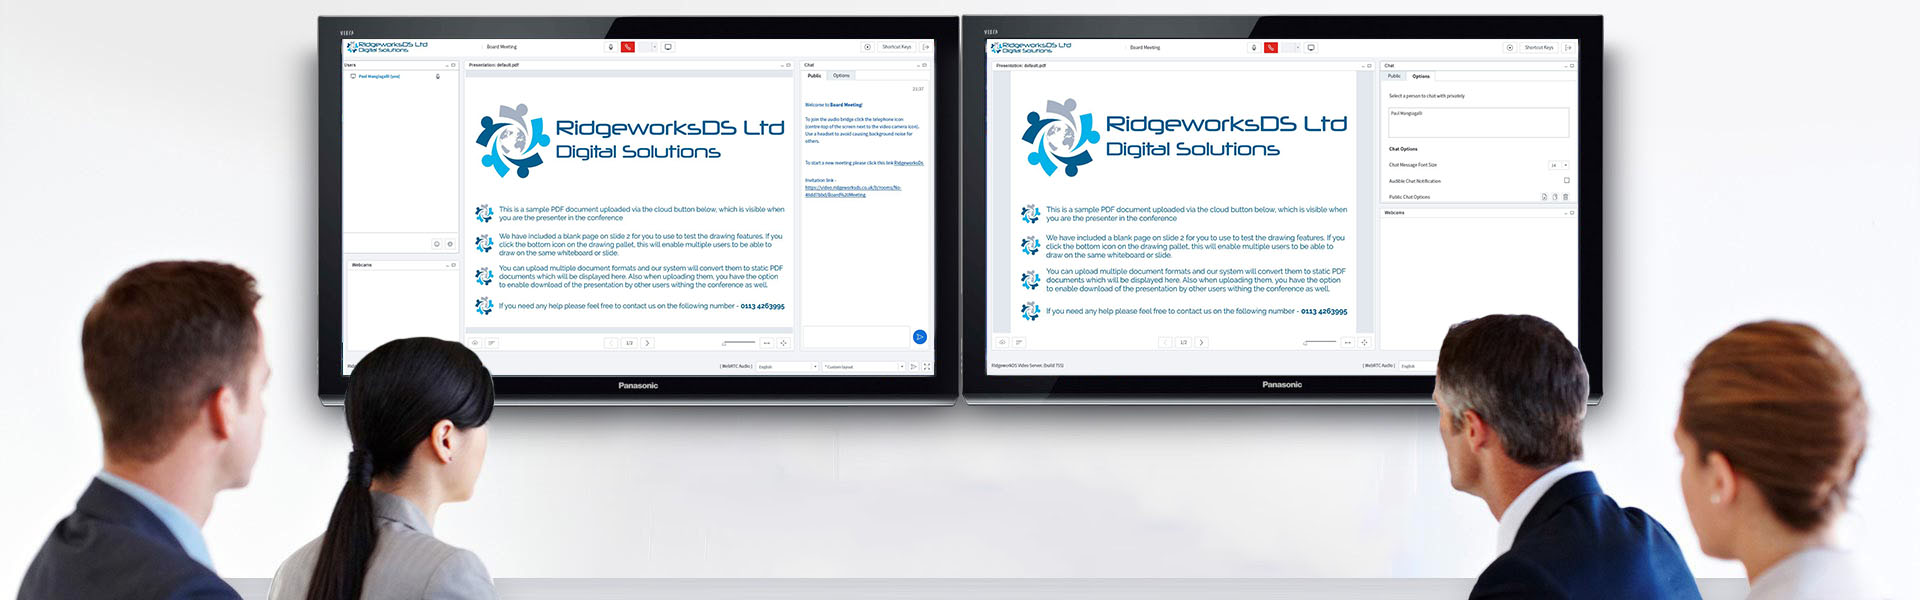 VIERA
RidgeworksDS Ltd
Digital Solutions
Board Meeting
Shortcut Keys
Users
Paul Mongiagalli (you)
Webcams
Presentation: default.pdf
RidgeworksDS Ltd
Digital Solutions
This is a sample PDF document uploaded via the cloud button below, which is visible when
you are the presenter in the conference
We have included a blank page on slide 2 for you to use to test the drawing features. If you
click the bottom icon on the drawing pallet, this will enable multiple users to be able to
draw on the same whiteboard or slide.
You can upload multiple document formats and our system will convert them to static PDF
documents which will be displayed here. Also when uploading them, you have the option
to enable download of the presentation by other users withing the conference as well.
If you need any help please feel free to contact us on the following number - 0113 4263995
1/2
Chat
Public
Options
21:37
Welcome to Board Meeting!
To join the audio bridge click the telephone icon
(centre-top of the screen next to the video camera icon).
Use a headset to avoid causing background noise for
others.
To start a new meeting please click this link RidgeworksDs
Invitation link -
[ WebRTC Audio ]
English
* Custom layout
Panasonic
VIERA
RidgeworksDS Ltd
Digital Solutions
Board Meeting
Shortcut Keys
Presentation: default.pdf
RidgeworksDS Ltd
Digital Solutions
This is a sample PDF document uploaded via the cloud button below, which is visible when
you are the presenter in the conference
We have included a blank page on slide 2 for you to use to test the drawing features. If you
click the bottom icon on the drawing pallet, this will enable multiple users to be able to
draw on the same whiteboard or slide.
You can upload multiple document formats and our system will convert them to static PDF
documents which will be displayed here. Also when uploading them, you have the option
to enable download of the presentation by other users withing the conference as well.
If you need any help please feel free to contact us on the following number - 0113 4263995
1/2
Chat
Public
Options
Select a person to chat with privately
Paul Mongiagalli
Chat Options
Chat Message Font Size
14
Audible Chat Notification
Public Chat Options
Webcams
RidgeworkDS Video Server. (build 755)
[ WebRTC Audio ]
English
Panasonic